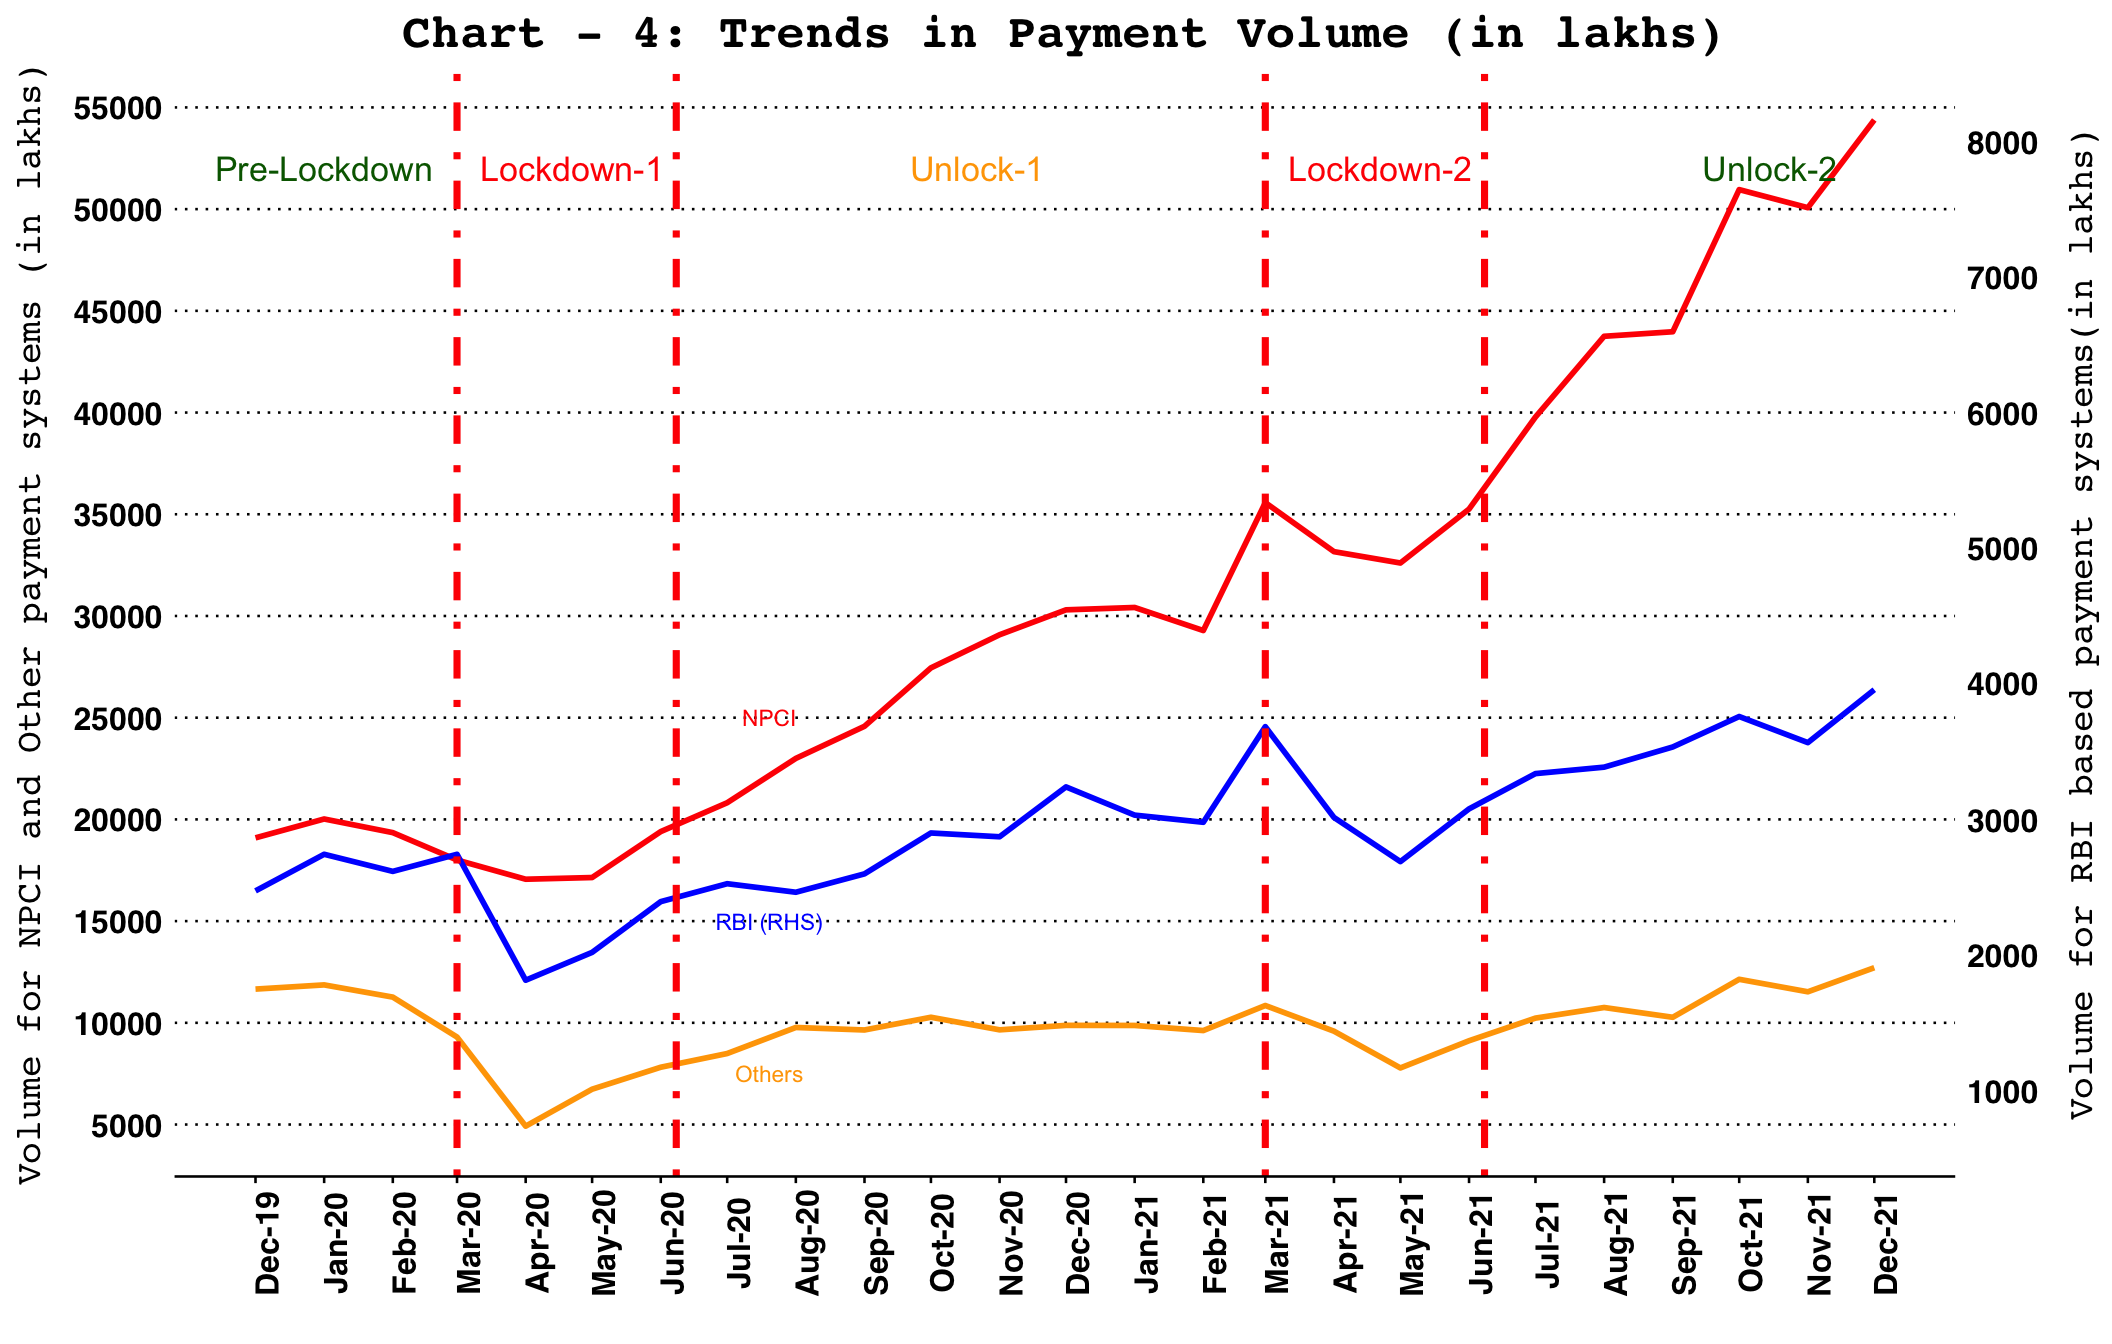 Chart - 4: Trends in Payment Volume (in lakhs)
Volume for NPCI and Other payment systems (in lakhs)
55000
50000
45000
40000
35000
30000
25000
20000
15000
10000
5000
Pre-Lockdown
Lockdown-1
Unlock-1
Lockdown-2
Unlock-2
NPCI
RBI (RHS)
Others
8000
7000
6000
5000
4000
3000
2000
1000
Volume for RBI based payment systems(in lakhs)
Dec-19
Jan-20
Feb-20
Mar-20
Apr-20
May-20
Jun-20
Jul-20
Aug-20
Sep-20
Oct-20
Nov-20
Dec-20
Jan-21
Feb-21
Mar-21
Apr-21
May-21
Jun-21
Jul-21
Aug-21
Sep-21
Oct-21
Nov-21
Dec-21